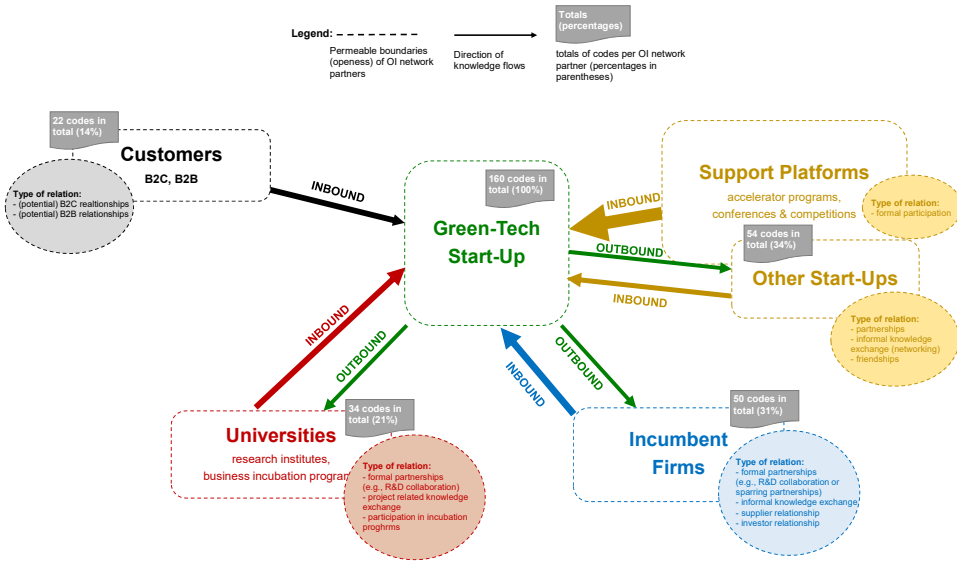 Legend:
Permeable boundaries
(openess) of OI network
partners
Direction of
knowledge flows
Totals
(percentages)
totals of codes per OI network
partner (percentages in
parentheses)
22 codes in
total (14%)
Customers
B2C, B2B
Type of relation:
- (potential) B2C realtionships
- (potential) B2B relationships
INBOUND
160 codes in
total (100%)
Green-Tech
Start-Up
Support Platforms
accelerator programs,
conferences & competitions
Type of relation:
- formal participation
INBOUND
OUTBOUND
54 codes in
total (34%)
Other Start-Ups
INBOUND
Type of relation:
- partnerships
- informal knowledge
exchange (networking)
- friendships
INBOUND
OUTBOUND
INBOUND
OUTBOUND
34 codes in
total (21%)
Universities
research institutes,
business incubation program
Type of relation:
- formal partnerships
(e.g., R&D collaboration)
- project related knowledge
exchange
- participation in incubation
proghrms
50 codes in
total (31%)
Incumbent
Firms
Type of relation:
- formal partnerships
(e.g., R&D collaboration or
sparring partnerships)
- informal knowledge exchange
- supplier relationship
- investor relationship